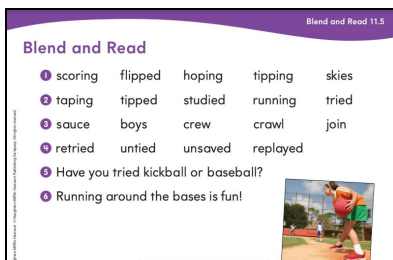 Blend and Read 11.5
Blend and Read
1 scoring flipped hoping tipping skies
2 taping tipped studied running tried
3 sauce boys crew crawl join
4 retried untied unsaved replayed
5 Have you tried kickball or baseball?
6 Running around the bases is fun!